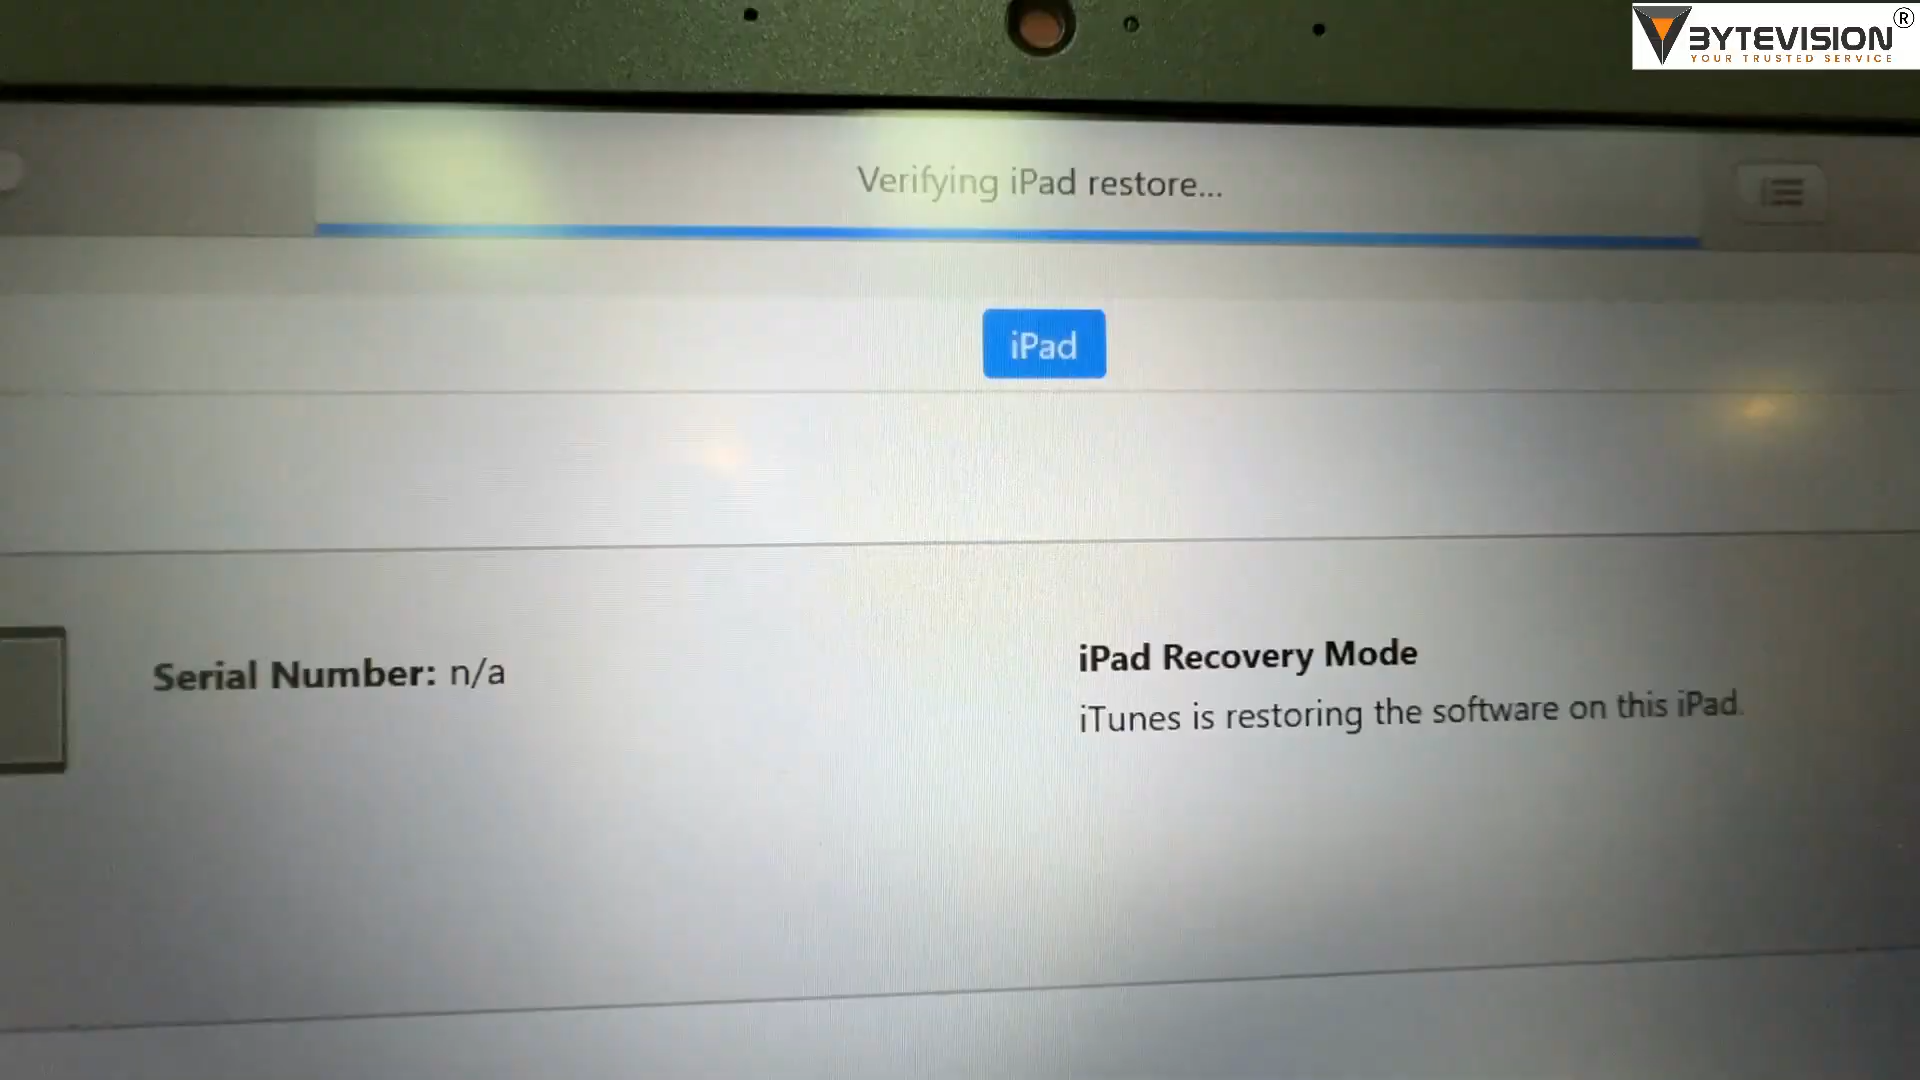 BYTEVISION®
YOUR TRUSTED SERVICE
Verifying iPad restore...
iPad
Serial Number: n/a
iPad Recovery Mode
iTunes is restoring the software on this iPad.